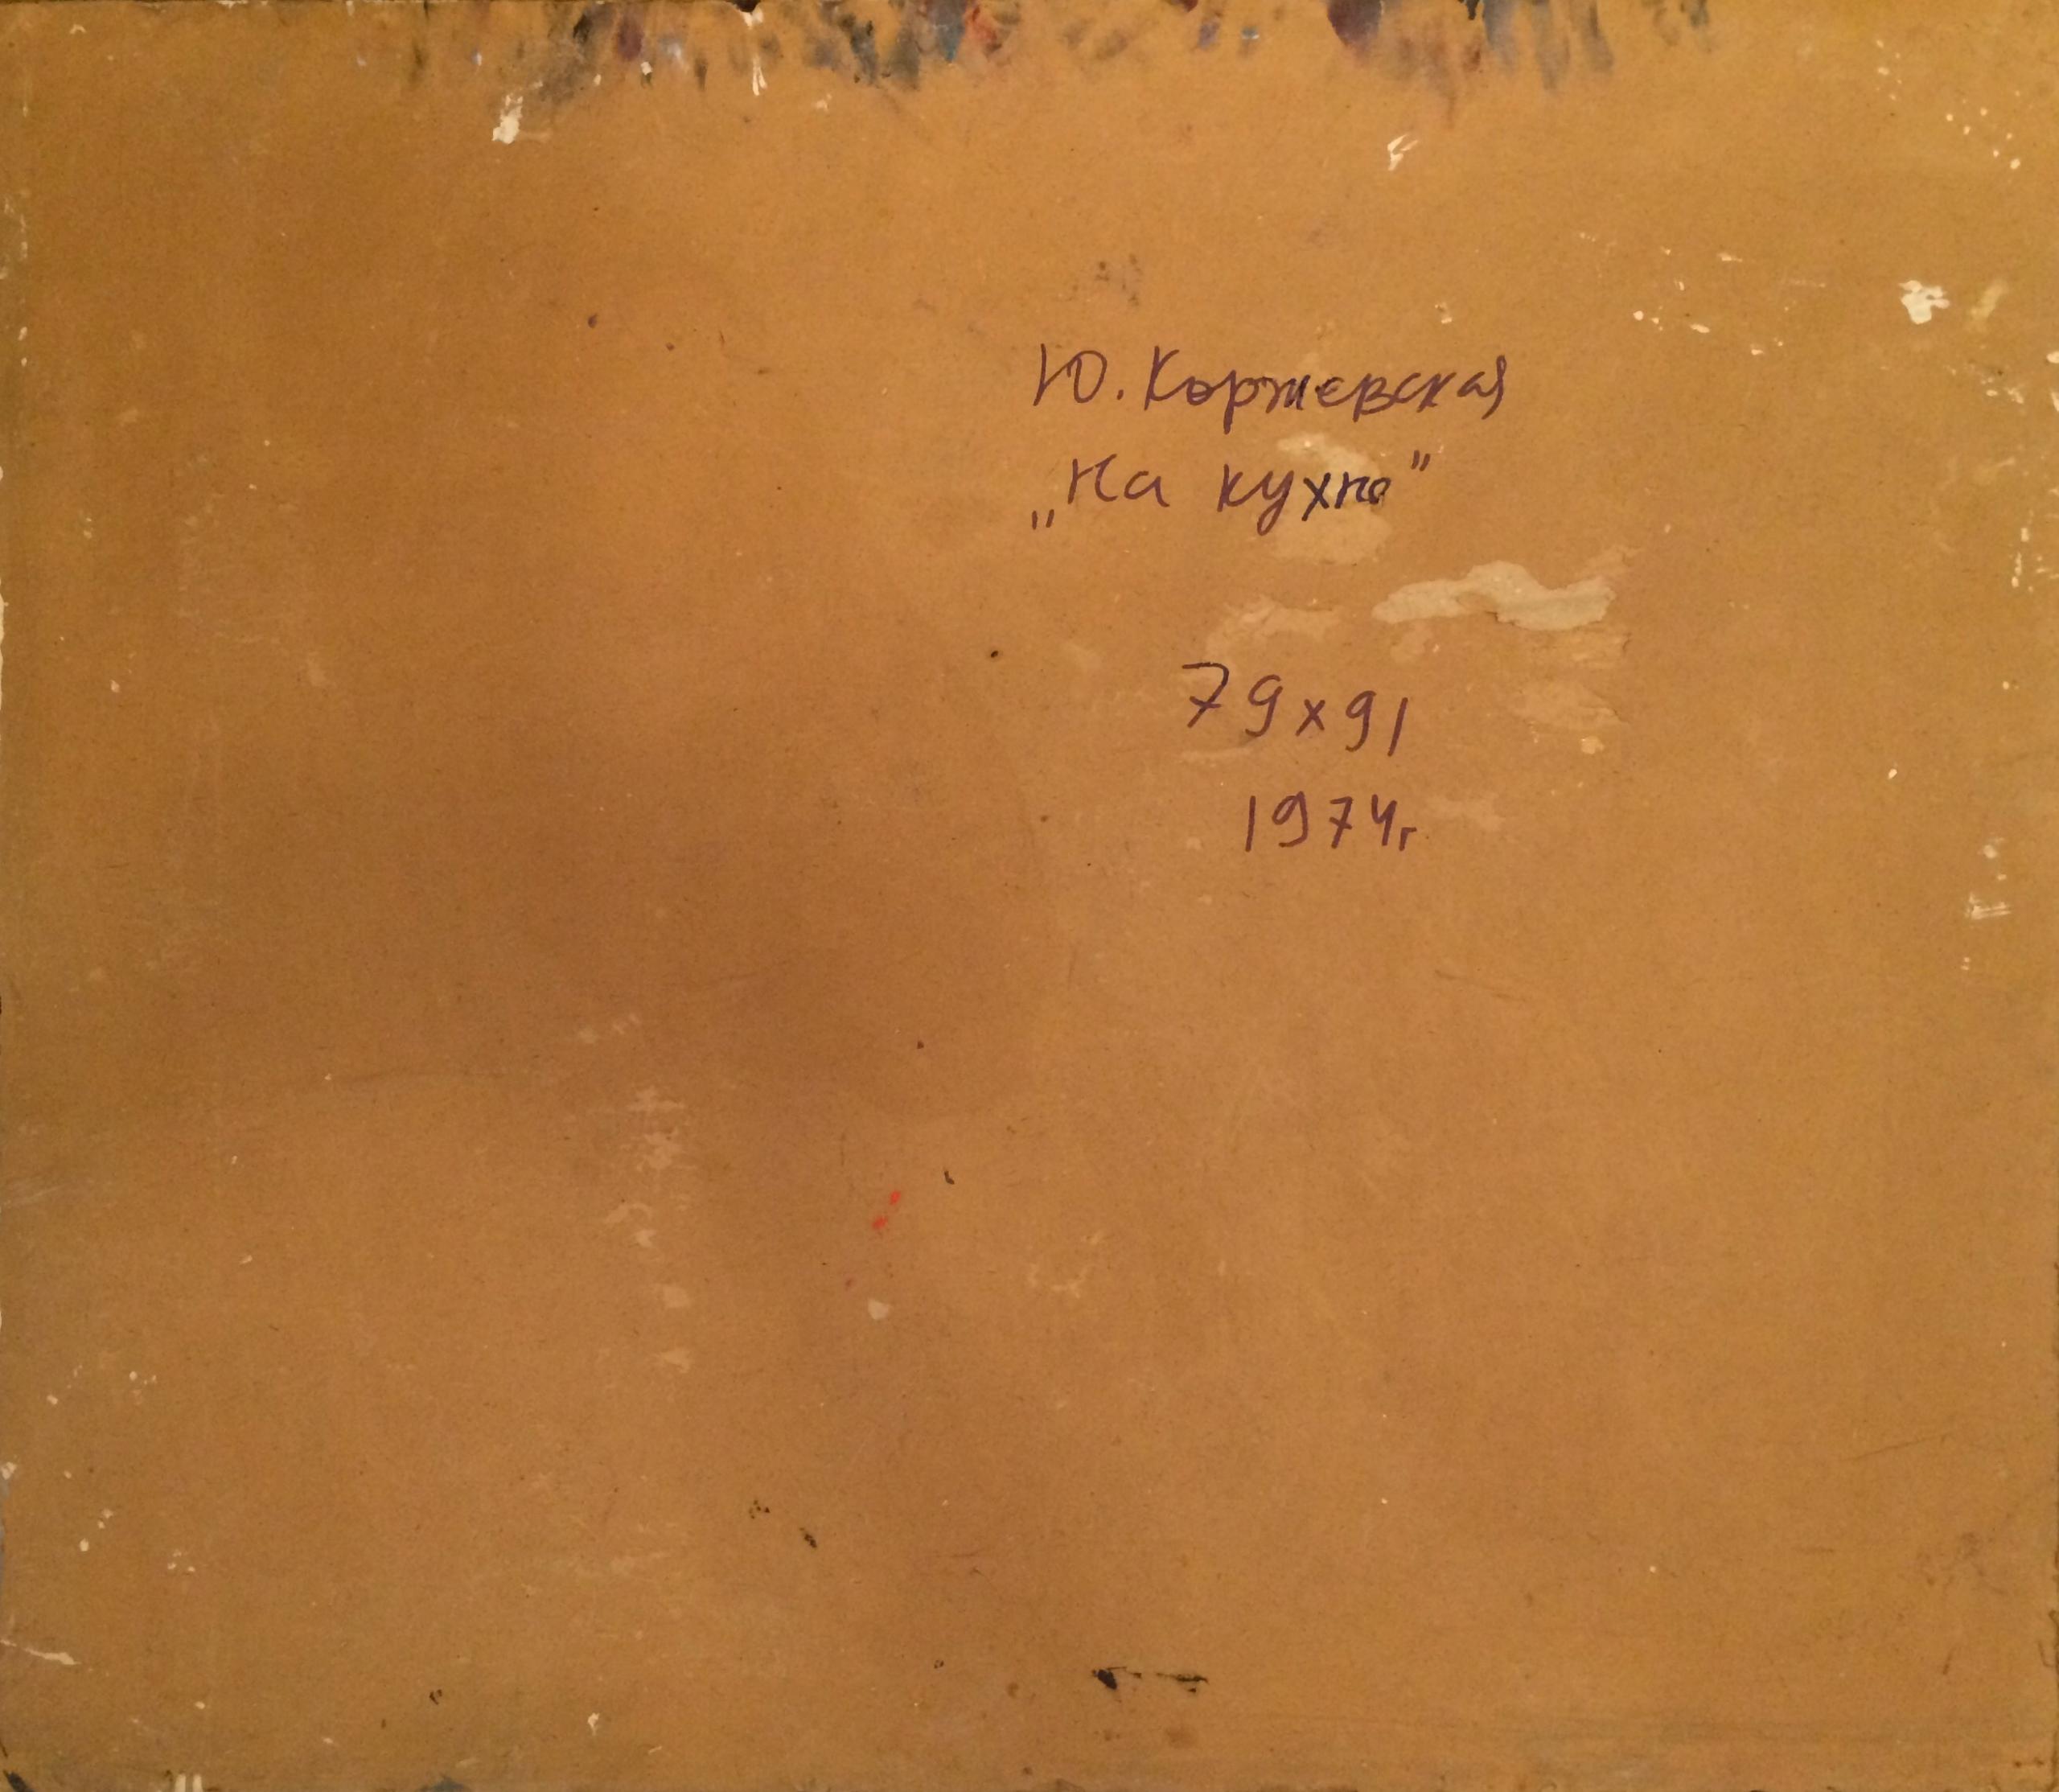 Ю. Коржевская
„На кухне”
79х91
1974г